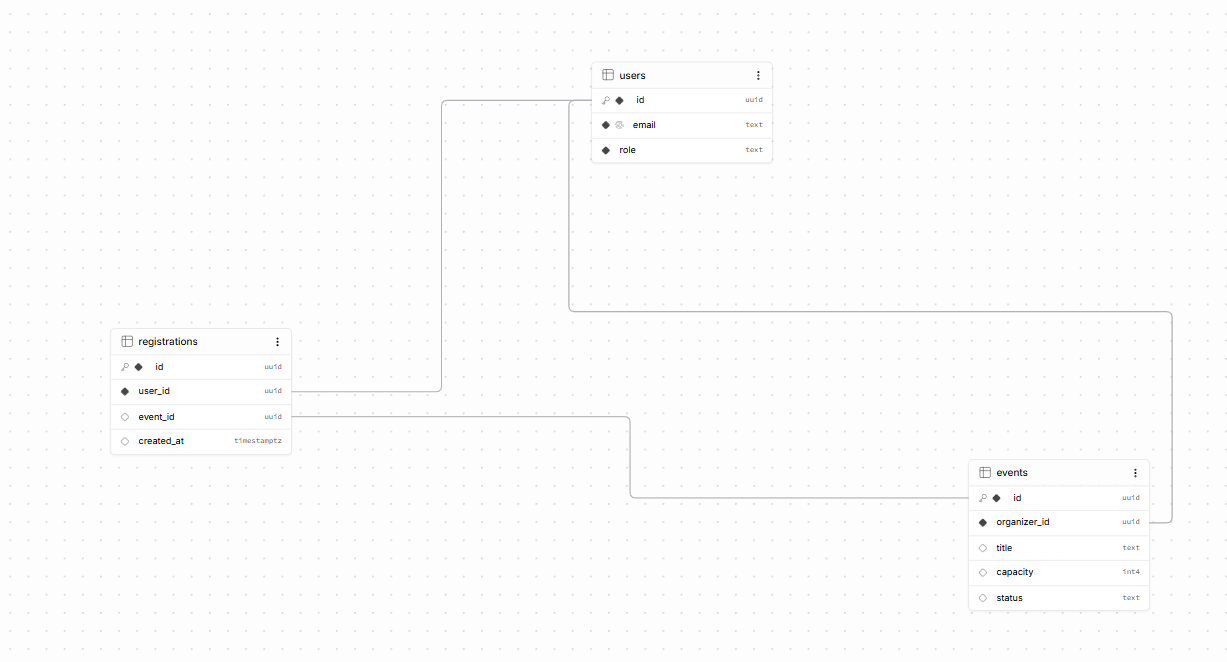 users
id uuid
email text
role text
registrations
id uuid
user_id uuid
event_id uuid
created_at timestamptz
events
id uuid
organizer_id uuid
title text
capacity int4
status text